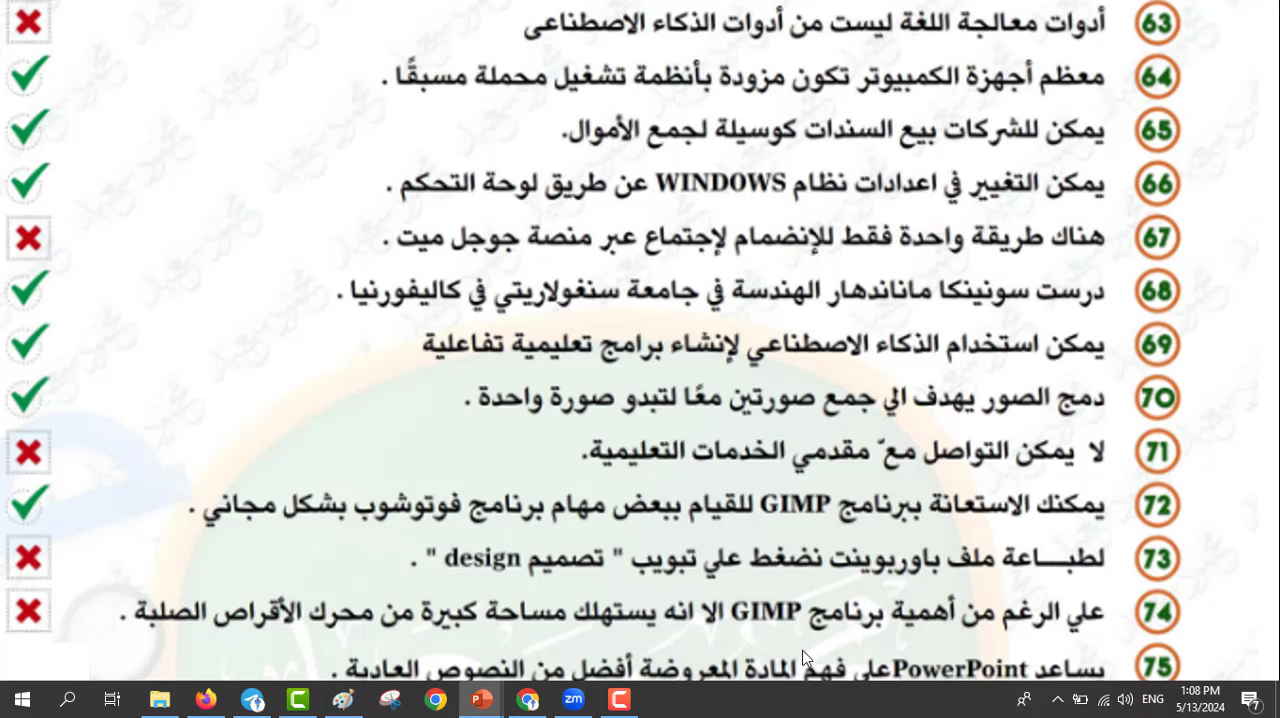 63 أدوات معالجة اللغة ليست من أدوات الذكاء الاصطناعى
64 معظم أجهزة الكمبيوتر تكون مزودة بأنظمة تشغيل محملة مسبقًا .
65 يمكن للشركات بيع السندات كوسيلة لجمع الأموال.
66 يمكن التغيير في اعدادات نظام WINDOWS عن طريق لوحة التحكم .
67 هناك طريقة واحدة فقط للإنضمام لإجتماع عبر منصة جوجل ميت .
68 درست سونينكا ماناندهار الهندسة في جامعة سنغولاريتي في كاليفورنيا .
69 يمكن استخدام الذكاء الاصطناعي لإنشاء برامج تعليمية تفاعلية
70 دمج الصور يهدف الي جمع صورتين معًا لتبدو صورة واحدة .
71 لا يمكن التواصل معّ مقدمي الخدمات التعليمية.
72 يمكنك الاستعانة ببرنامج GIMP للقيام ببعض مهام برنامج فوتوشوب بشكل مجاني .
73 لطبـــاعة ملف باوربوينت نضغط علي تبويب " تصميم design " .
74 علي الرغم من أهمية برنامج GIMP الا انه يستهلك مساحة كبيرة من محرك الأقراص الصلبة .
75 يساعد PowerPoint على فهم المادة المعروضة أفضل من النصوص العادية .
ENG
1:08 PM
5/13/2024
7